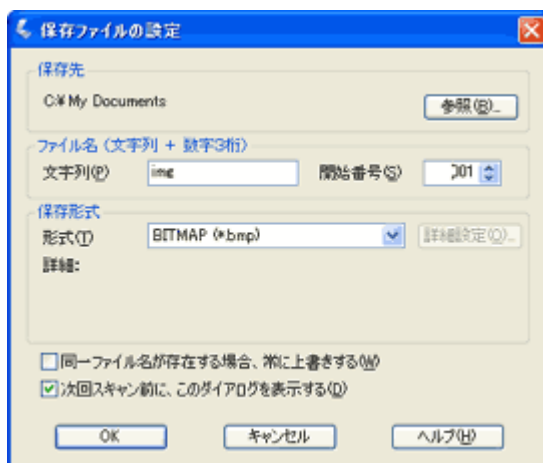 保存ファイルの設定
保存先
C:¥My Documents
参照(B)...
ファイル名 (文字列 + 数字3桁)
文字列(P) img 開始番号(S) 001
保存形式
形式(T) BITMAP (*.bmp) 詳細設定(O)...
詳細:
同一ファイル名が存在する場合、常に上書きする(W)
次回スキャン前に、このダイアログを表示する(D)
OK キャンセル ヘルプ(H)